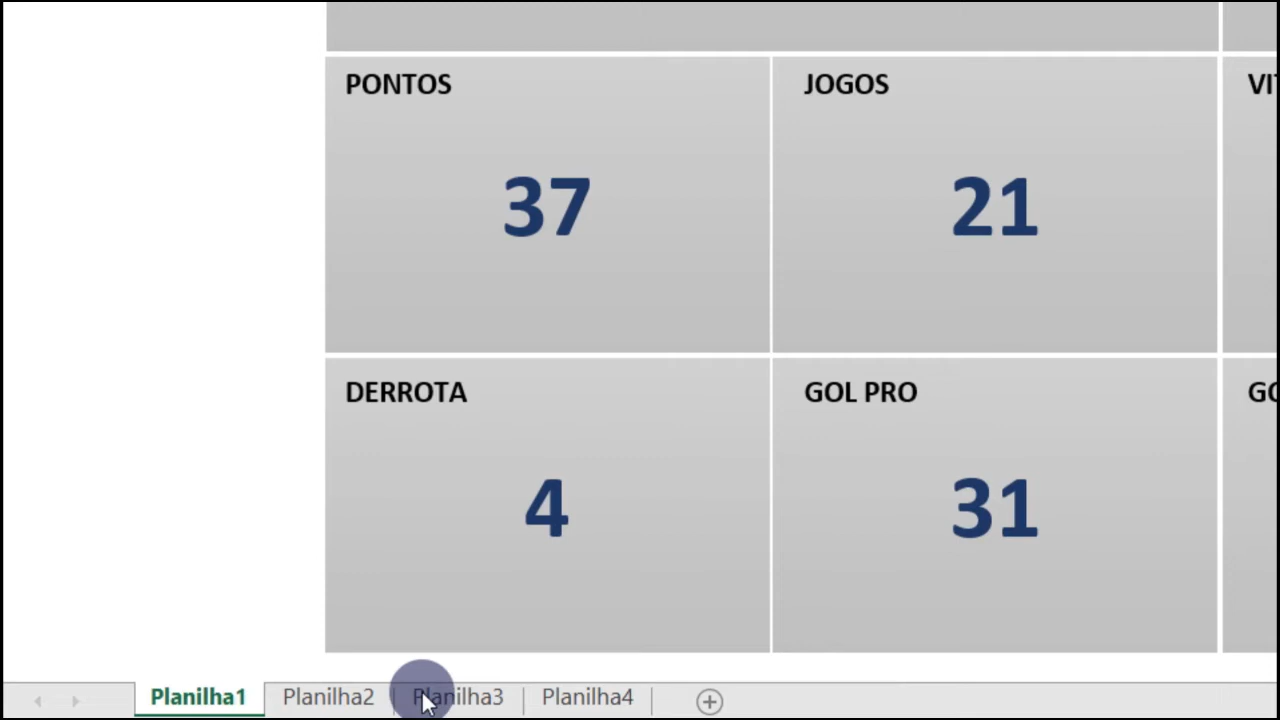 PONTOS JOGOS
37 21
DERROTA GOL PRO
4 31
Planilha1 Planilha2 Planilha3 Planilha4